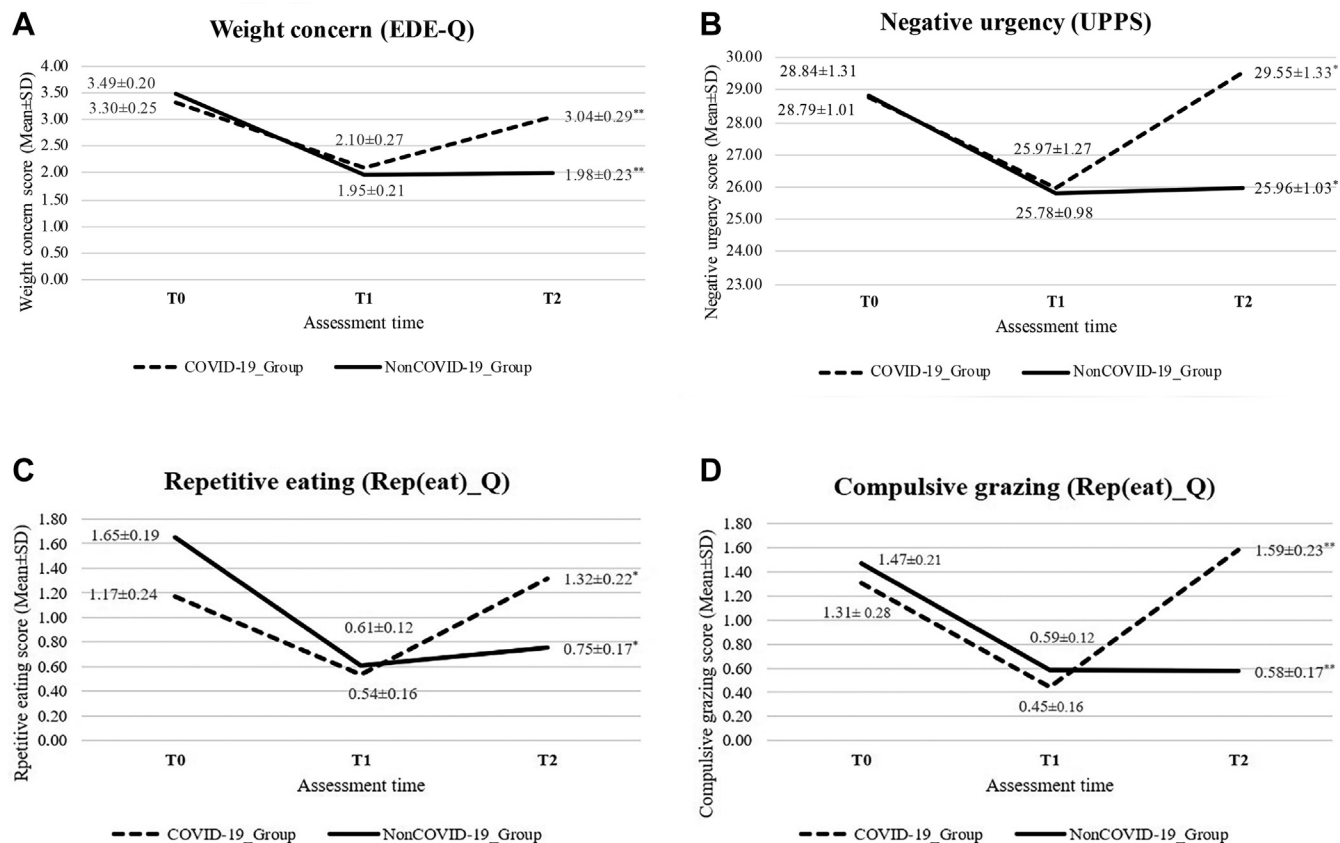 A
Weight concern (EDE-Q)
Weight concern score (Mean±SD)
4.00
3.50
3.00
2.50
2.00
1.50
1.00
0.50
0.00
3.49±0.20
3.30±0.25
2.10±0.27
1.95±0.21
3.04±0.29**
1.98±0.23**
T0 T1 T2
Assessment time
COVID-19_Group NonCOVID-19_Group
B
Negative urgency (UPPS)
Negative urgency score (Mean±SD)
30.00
29.00
28.00
27.00
26.00
25.00
24.00
23.00
28.84±1.31
28.79±1.01
25.97±1.27
25.78±0.98
29.55±1.33*
25.96±1.03*
T0 T1 T2
Assessment time
COVID-19_Group NonCOVID-19_Group
C
Repetitive eating (Rep(eat)_Q)
Rpetitive eating score (Mean±SD)
1.80
1.60
1.40
1.20
1.00
0.80
0.60
0.40
0.20
0.00
1.65±0.19
1.17±0.24
0.61±0.12
0.54±0.16
1.32±0.22*
0.75±0.17*
T0 T1 T2
Assessment time
COVID-19_Group NonCOVID-19_Group
D
Compulsive grazing (Rep(eat)_Q)
Compulsive grazing score (Mean±SD)
1.80
1.60
1.40
1.20
1.00
0.80
0.60
0.40
0.20
0.00
1.47±0.21
1.31± 0.28
0.59±0.12
0.45±0.16
1.59±0.23**
0.58±0.17**
T0 T1 T2
Assessment time
COVID-19_Group NonCOVID-19_Group